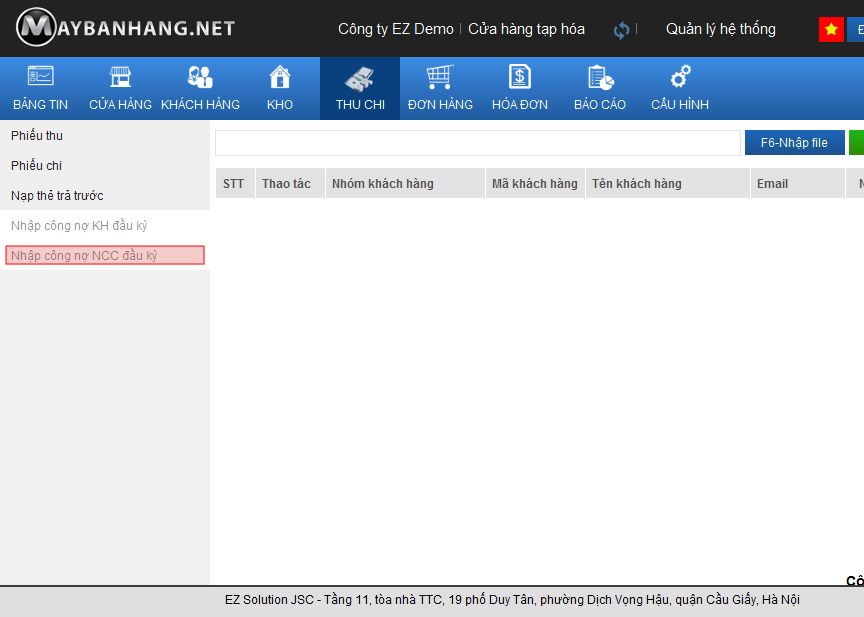 MAYBANHANG.NET
Công ty EZ Demo Cửa hàng tạp hóa Quản lý hệ thống
BẢNG TIN CỬA HÀNG KHÁCH HÀNG KHO THU CHI ĐƠN HÀNG HÓA ĐƠN BÁO CÁO CẤU HÌNH
Phiếu thu
Phiếu chi
Nạp thẻ trả trước
Nhập công nợ KH đầu kỳ
Nhập công nợ NCC đầu kỳ
F6-Nhập file
STT Thao tác Nhóm khách hàng Mã khách hàng Tên khách hàng Email
EZ Solution JSC - Tầng 11, tòa nhà TTC, 19 phố Duy Tân, phường Dịch Vọng Hậu, quận Cầu Giấy, Hà Nội